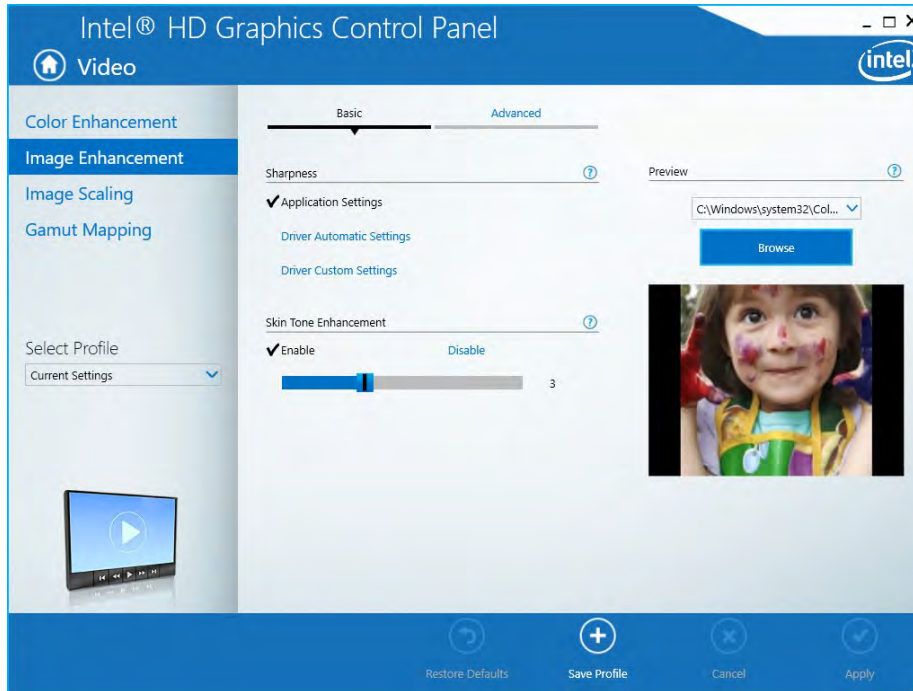 Intel® HD Graphics Control Panel
Video
intel
Color Enhancement
Image Enhancement
Image Scaling
Gamut Mapping
Select Profile
Current Settings
Basic
Advanced
Sharpness
?
Application Settings
Driver Automatic Settings
Driver Custom Settings
Skin Tone Enhancement
?
Enable
Disable
3
Preview
?
C:\Windows\system32\Col...
Browse
Restore Defaults
Save Profile
Cancel
Apply